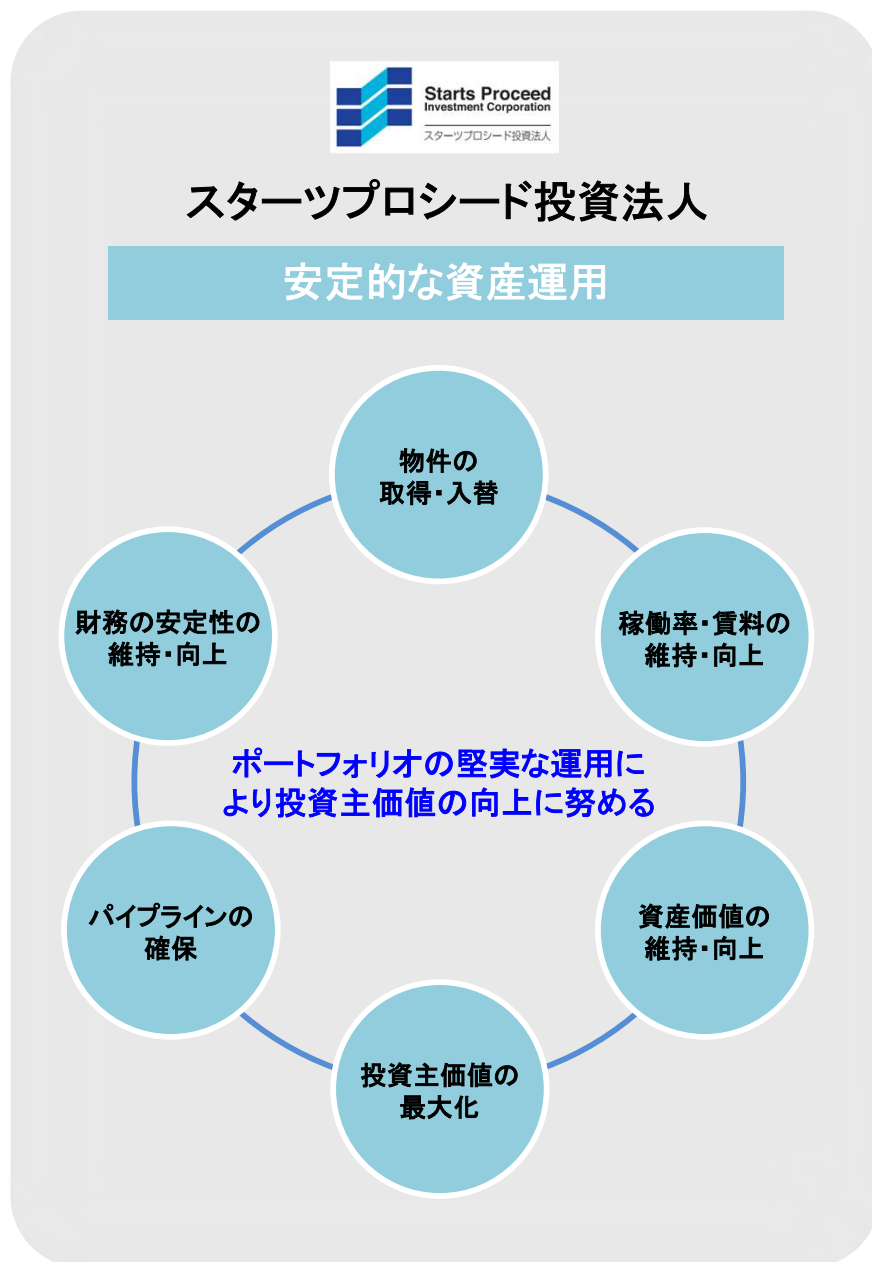 Starts Proceed
Investment Corporation
スターツプロシード投資法人
スターツプロシード投資法人
安定的な資産運用
物件の
取得・入替
財務の安定性の
維持・向上
稼働率・賃料の
維持・向上
ポートフォリオの堅実な運用に
より投資主価値の向上に努める
パイプラインの
確保
資産価値の
維持・向上
投資主価値の
最大化